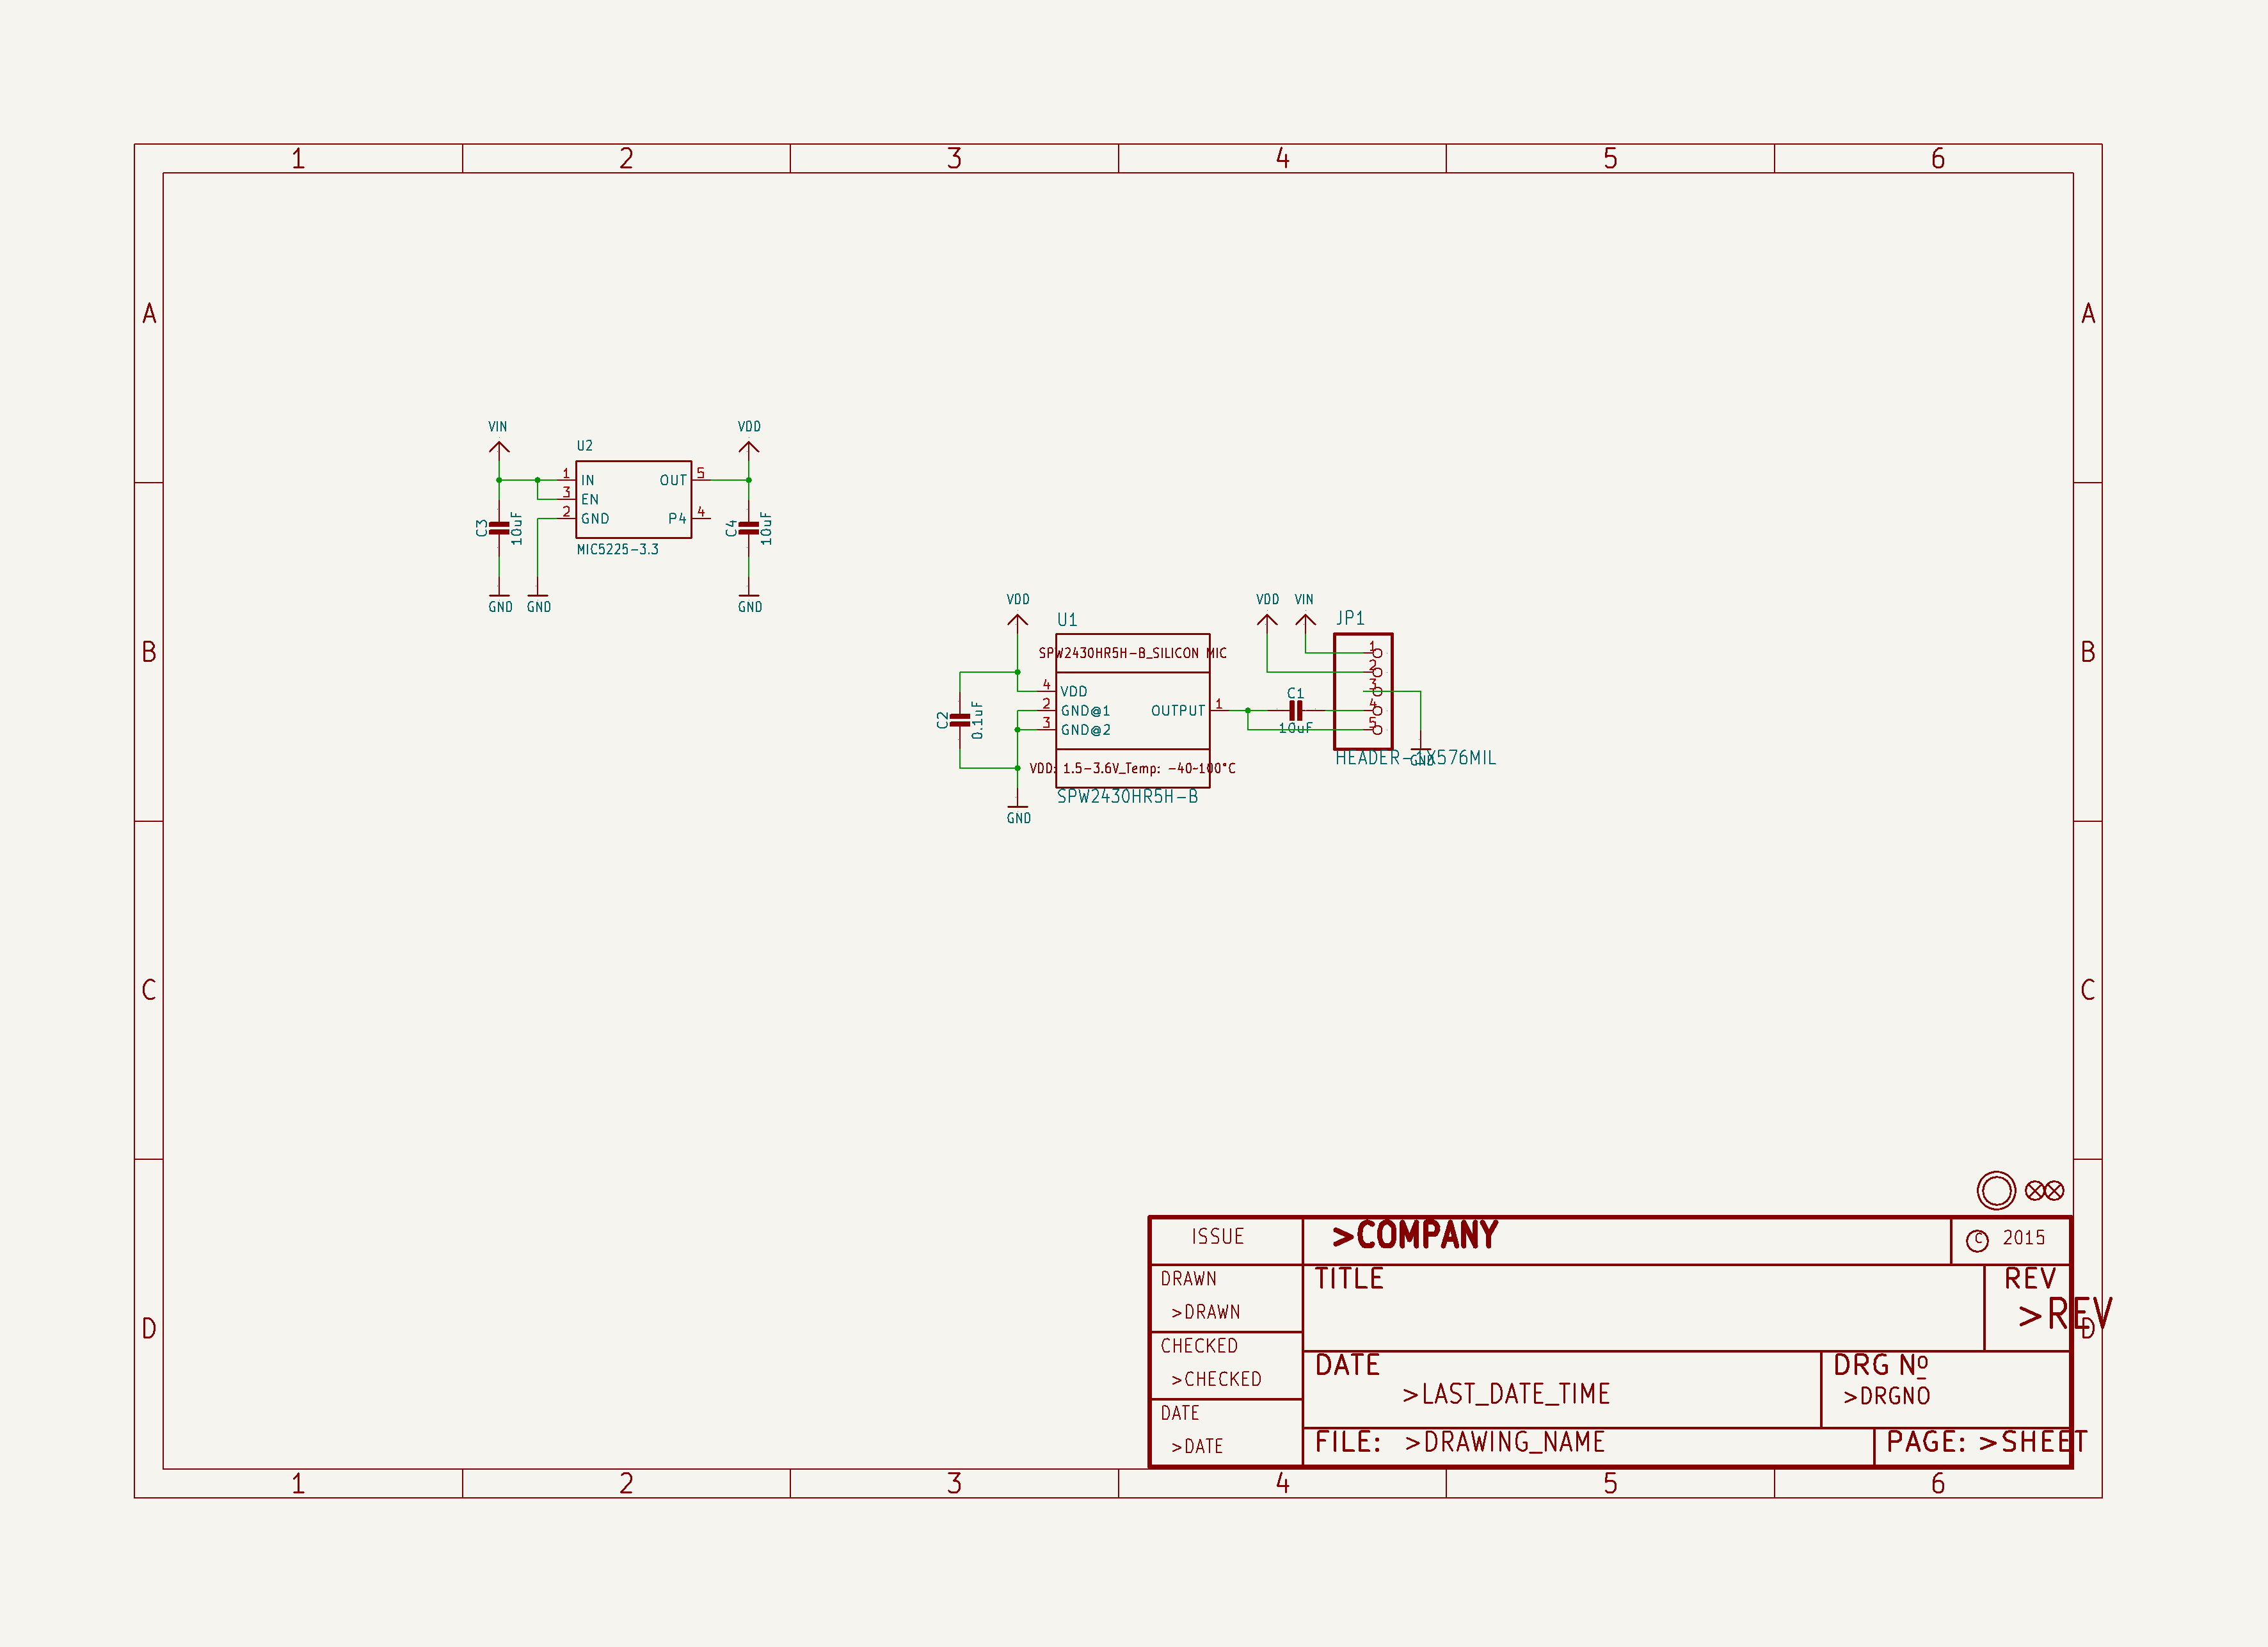 1 2 3 4 5 6
A A
VIN VDD
U2
1 IN OUT 5
3 EN
2 GND P4 4
C3 10uF C4 10uF
MIC5225-3.3
GND GND GND
VDD VDD VIN
U1 JP1
B B
SPW2430HR5H-B_SILICON MIC 1
2
4 VDD 3
C1
2 GND@1 OUTPUT 1 4
C2 0.1uF
3 GND@2 10uF 5
HEADER-1X576MIL
GND
VDD: 1.5-3.6V_Temp: -40~100°C
SPW2430HR5H-B
GND
C C
ISSUE >COMPANY C 2015
DRAWN TITLE REV
>DRAWN >REV
D D
CHECKED
>CHECKED
DATE DRG Nº
>LAST_DATE_TIME >DRGNO
DATE
>DATE
FILE: >DRAWING_NAME PAGE: >SHEET
1 2 3 4 5 6